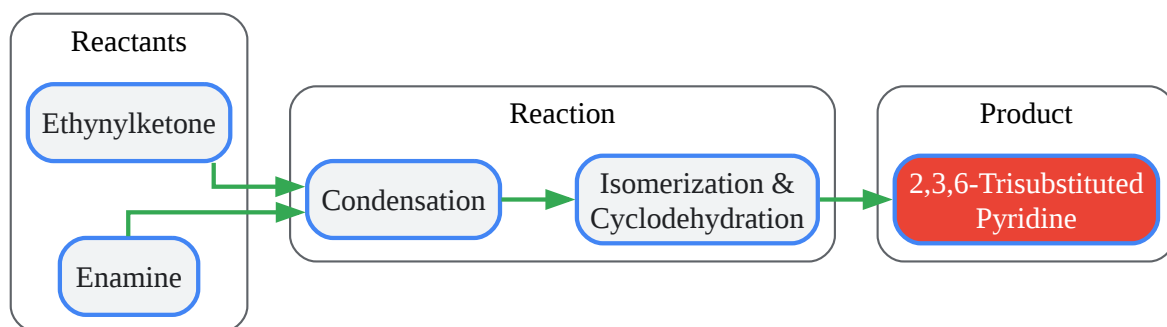 Reactants
Ethynylketone
Enamine
Reaction
Condensation
Isomerization &
Cyclodehydration
Product
2,3,6-Trisubstituted
Pyridine